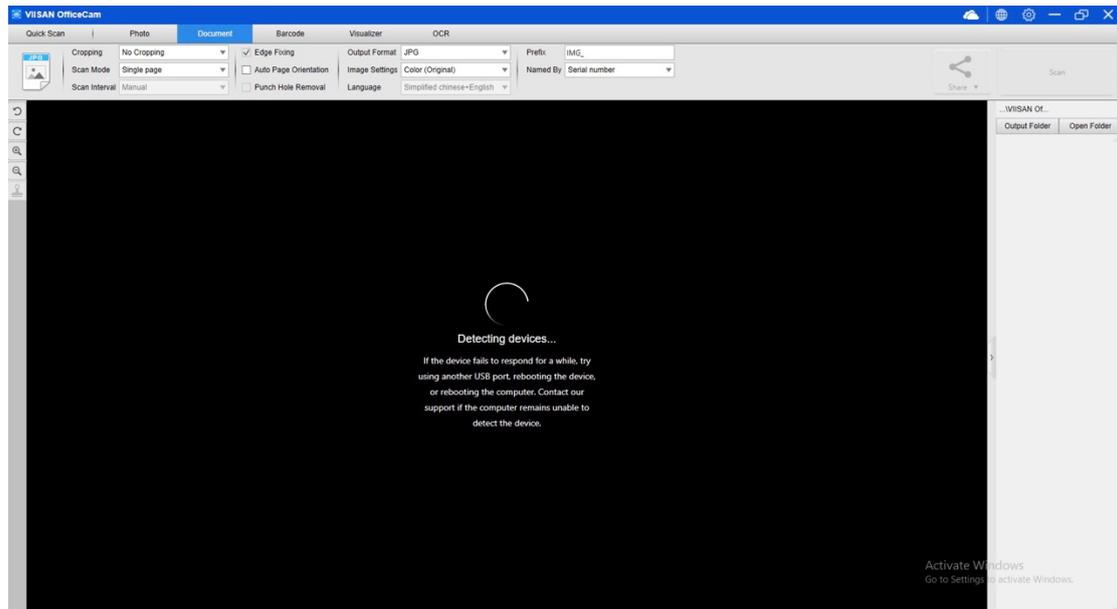 VIISAN OfficeCam
Quick Scan Photo Document Barcode Visualizer OCR
JPG
Cropping No Cropping Edge Fixing Output Format JPG Prefix IMG_
Scan Mode Single page Auto Page Orientation Image Settings Color (Original) Named By Serial number
Scan Interval Manual Punch Hole Removal Language Simplified chinese+English
Share
Scan
...\VIISAN Of...
Output Folder Open Folder
Detecting devices...
If the device fails to respond for a while, try
using another USB port, rebooting the device,
or rebooting the computer. Contact our
support if the computer remains unable to
detect the device.
Activate Windows
Go to Settings to activate Windows.